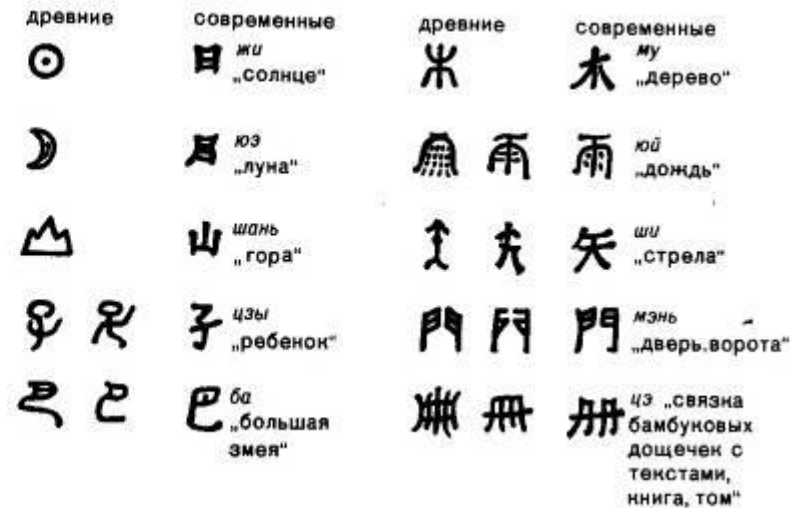 древние современные
目 жи
„солнце“
月 юэ
„луна“
山 шань
„гора“
子 цзы
„ребенок“
巴 ба
„большая
змея“
древние современные
木 му
„дерево“
雨 юй
„дождь“
矢 ши
„стрела“
門 мэнь
„дверь.ворота“
冊 цэ „связка
бамбуковых
дощечек с
текстами,
книга, том“